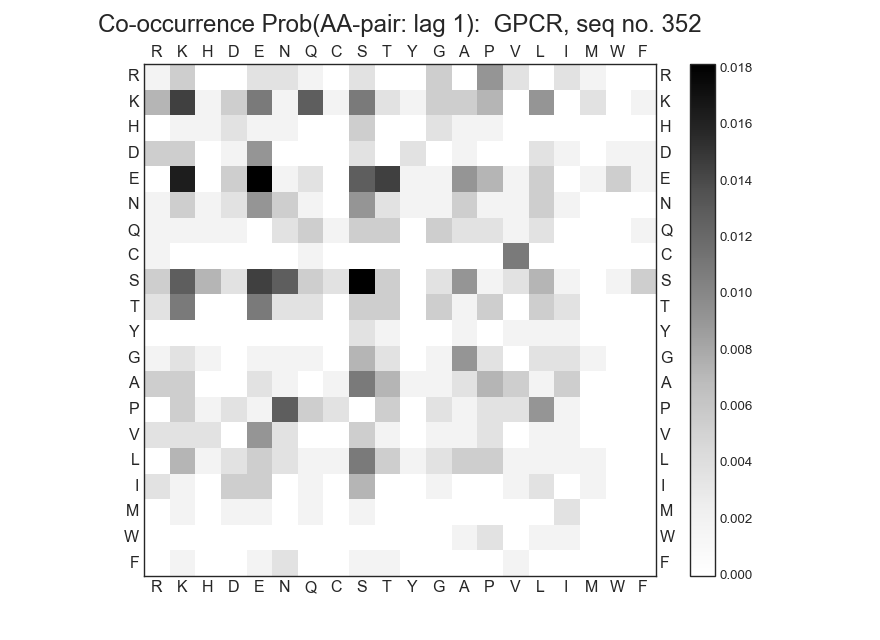 Co-occurrence Prob(AA-pair: lag 1):  GPCR, seq no. 352
R K H D E N Q C S T Y G A P V L I M W F
R R
K K
H H
D D
E E
N N
Q Q
C C
S S
T T
Y Y
G G
A A
P P
V V
L L
I I
M M
W W
F F
R K H D E N Q C S T Y G A P V L I M W F
0.018
0.016
0.014
0.012
0.010
0.008
0.006
0.004
0.002
0.000